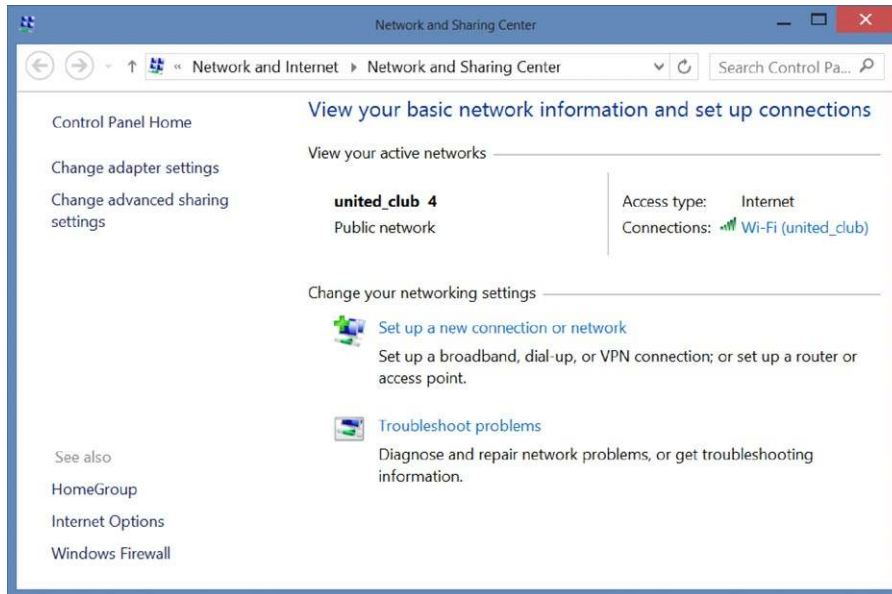 Network and Sharing Center
« Network and Internet ▸ Network and Sharing Center
Search Control Pa...
Control Panel Home
Change adapter settings
Change advanced sharing
settings
See also
HomeGroup
Internet Options
Windows Firewall
View your basic network information and set up connections
View your active networks
united_club 4
Public network
Access type: Internet
Connections: Wi-Fi (united_club)
Change your networking settings
Set up a new connection or network
Set up a broadband, dial-up, or VPN connection; or set up a router or
access point.
Troubleshoot problems
Diagnose and repair network problems, or get troubleshooting
information.